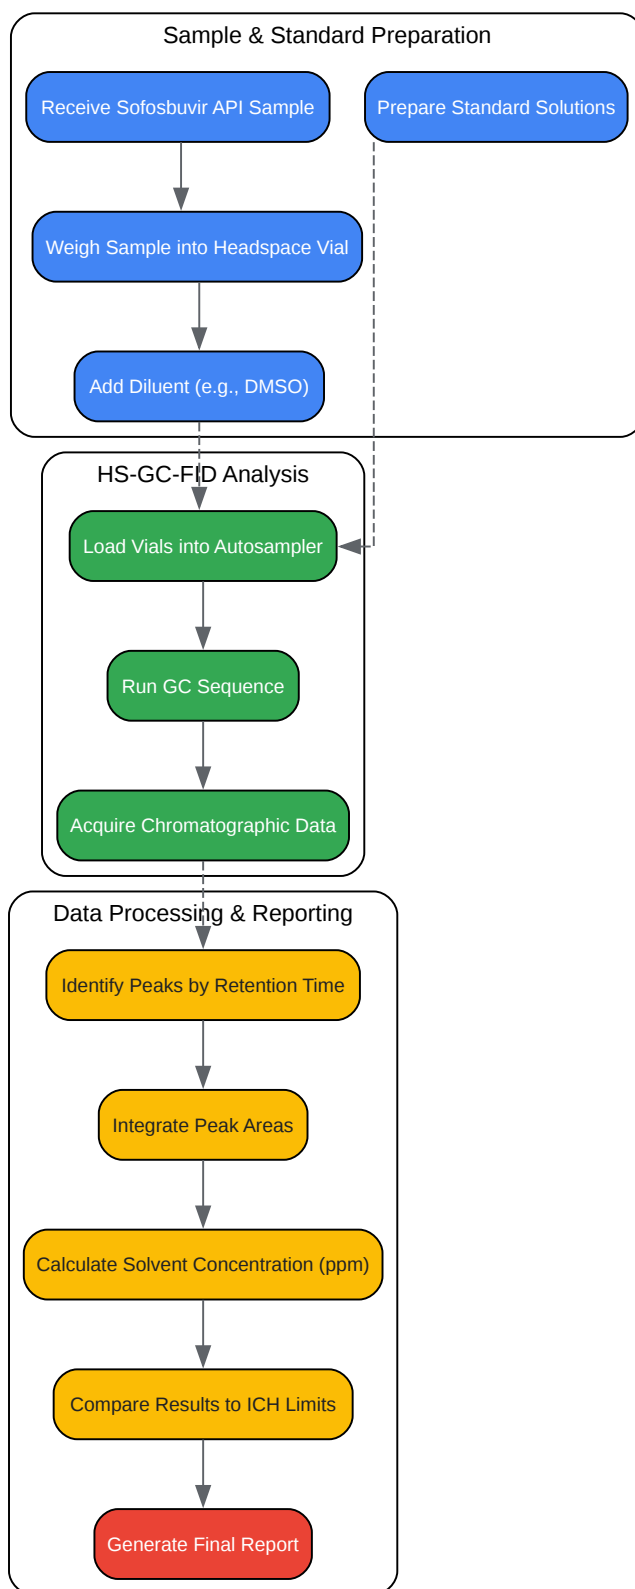 Sample & Standard Preparation
Receive Sofosbuvir API Sample
Prepare Standard Solutions
Weigh Sample into Headspace Vial
Add Diluent (e.g., DMSO)
HS-GC-FID Analysis
Load Vials into Autosampler
Run GC Sequence
Acquire Chromatographic Data
Data Processing & Reporting
Identify Peaks by Retention Time
Integrate Peak Areas
Calculate Solvent Concentration (ppm)
Compare Results to ICH Limits
Generate Final Report